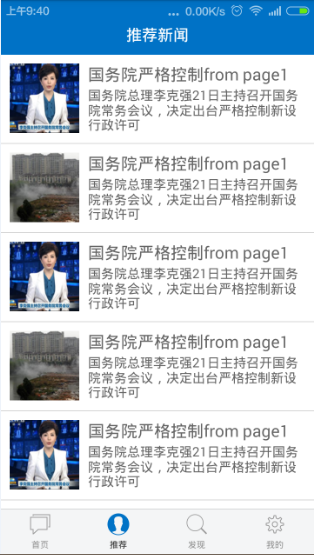 上午9:40 ... 0.00K/s
推荐新闻
国务院严格控制from page1
国务院总理李克强21日主持召开国务
院常务会议，决定出台严格控制新设
行政许可
国务院严格控制from page1
国务院总理李克强21日主持召开国务
院常务会议，决定出台严格控制新设
行政许可
国务院严格控制from page1
国务院总理李克强21日主持召开国务
院常务会议，决定出台严格控制新设
行政许可
国务院严格控制from page1
国务院总理李克强21日主持召开国务
院常务会议，决定出台严格控制新设
行政许可
国务院严格控制from page1
国务院总理李克强21日主持召开国务
院常务会议，决定出台严格控制新设
行政许可
首页 推荐 发现 我的